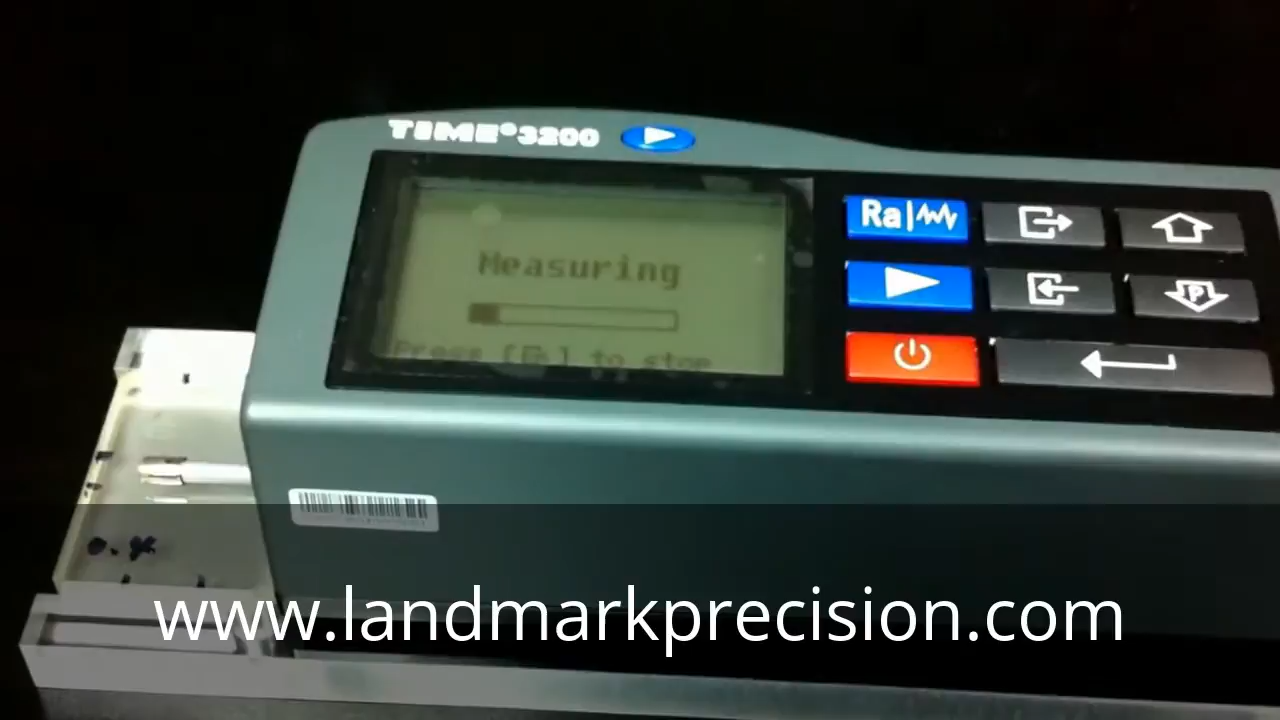 TIME®3200
Ra
Measuring
Press [ ] to stop
P
www.landmarkprecision.com